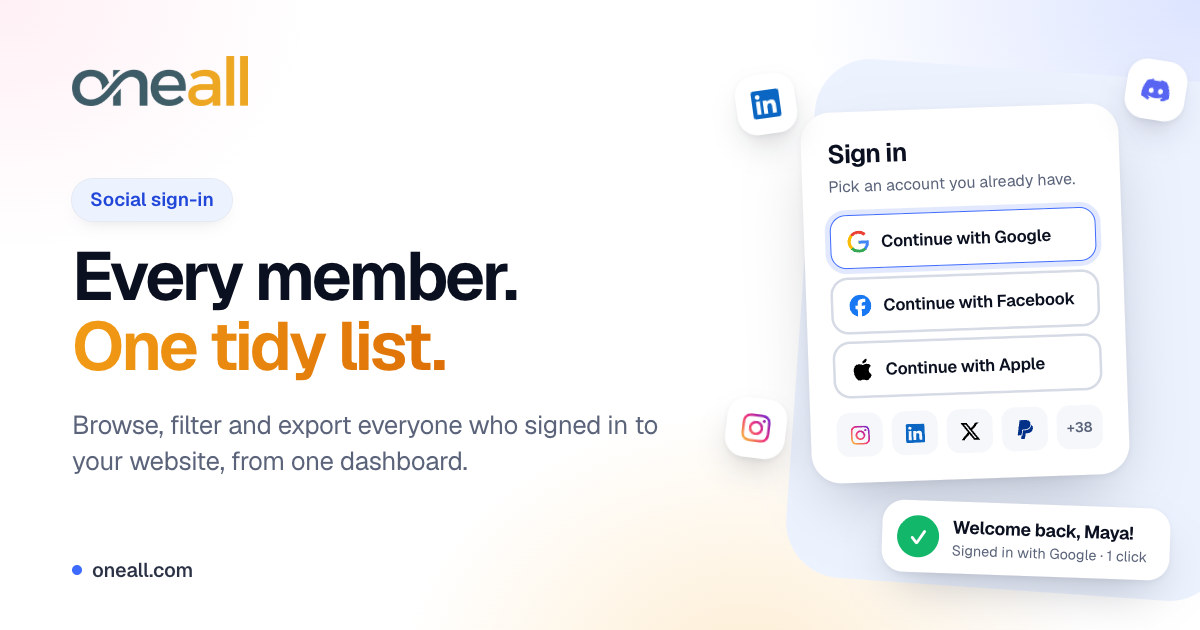 oneall
Social sign-in
Every member.
One tidy list.
Browse, filter and export everyone who signed in to
your website, from one dashboard.
oneall.com
in
Sign in
Pick an account you already have.
Continue with Google
Continue with Facebook
Continue with Apple
in
+38
Welcome back, Maya!
Signed in with Google · 1 click